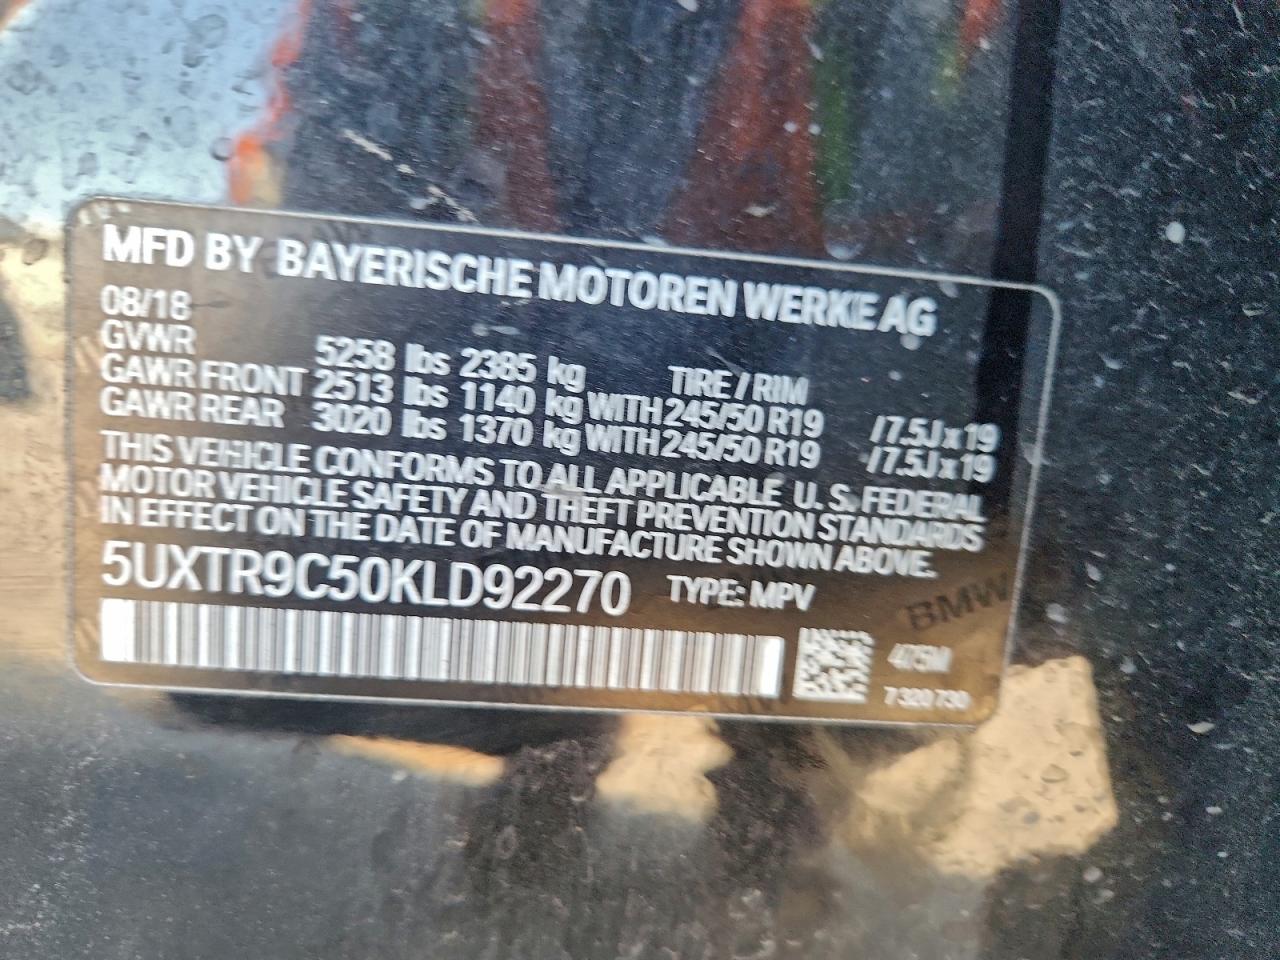 MFD BY BAYERISCHE MOTOREN WERKE AG
08/18
GVWR 5258 lbs 2385 kg TIRE / RIM
GAWR FRONT 2513 lbs 1140 kg WITH 245/50 R19 /7.5J x 19
GAWR REAR 3020 lbs 1370 kg WITH 245/50 R19 /7.5J x 19
THIS VEHICLE CONFORMS TO ALL APPLICABLE U. S. FEDERAL
MOTOR VEHICLE SAFETY AND THEFT PREVENTION STANDARDS
IN EFFECT ON THE DATE OF MANUFACTURE SHOWN ABOVE.
5UXTR9C50KLD92270 TYPE: MPV
BMW
475M
7 320 730